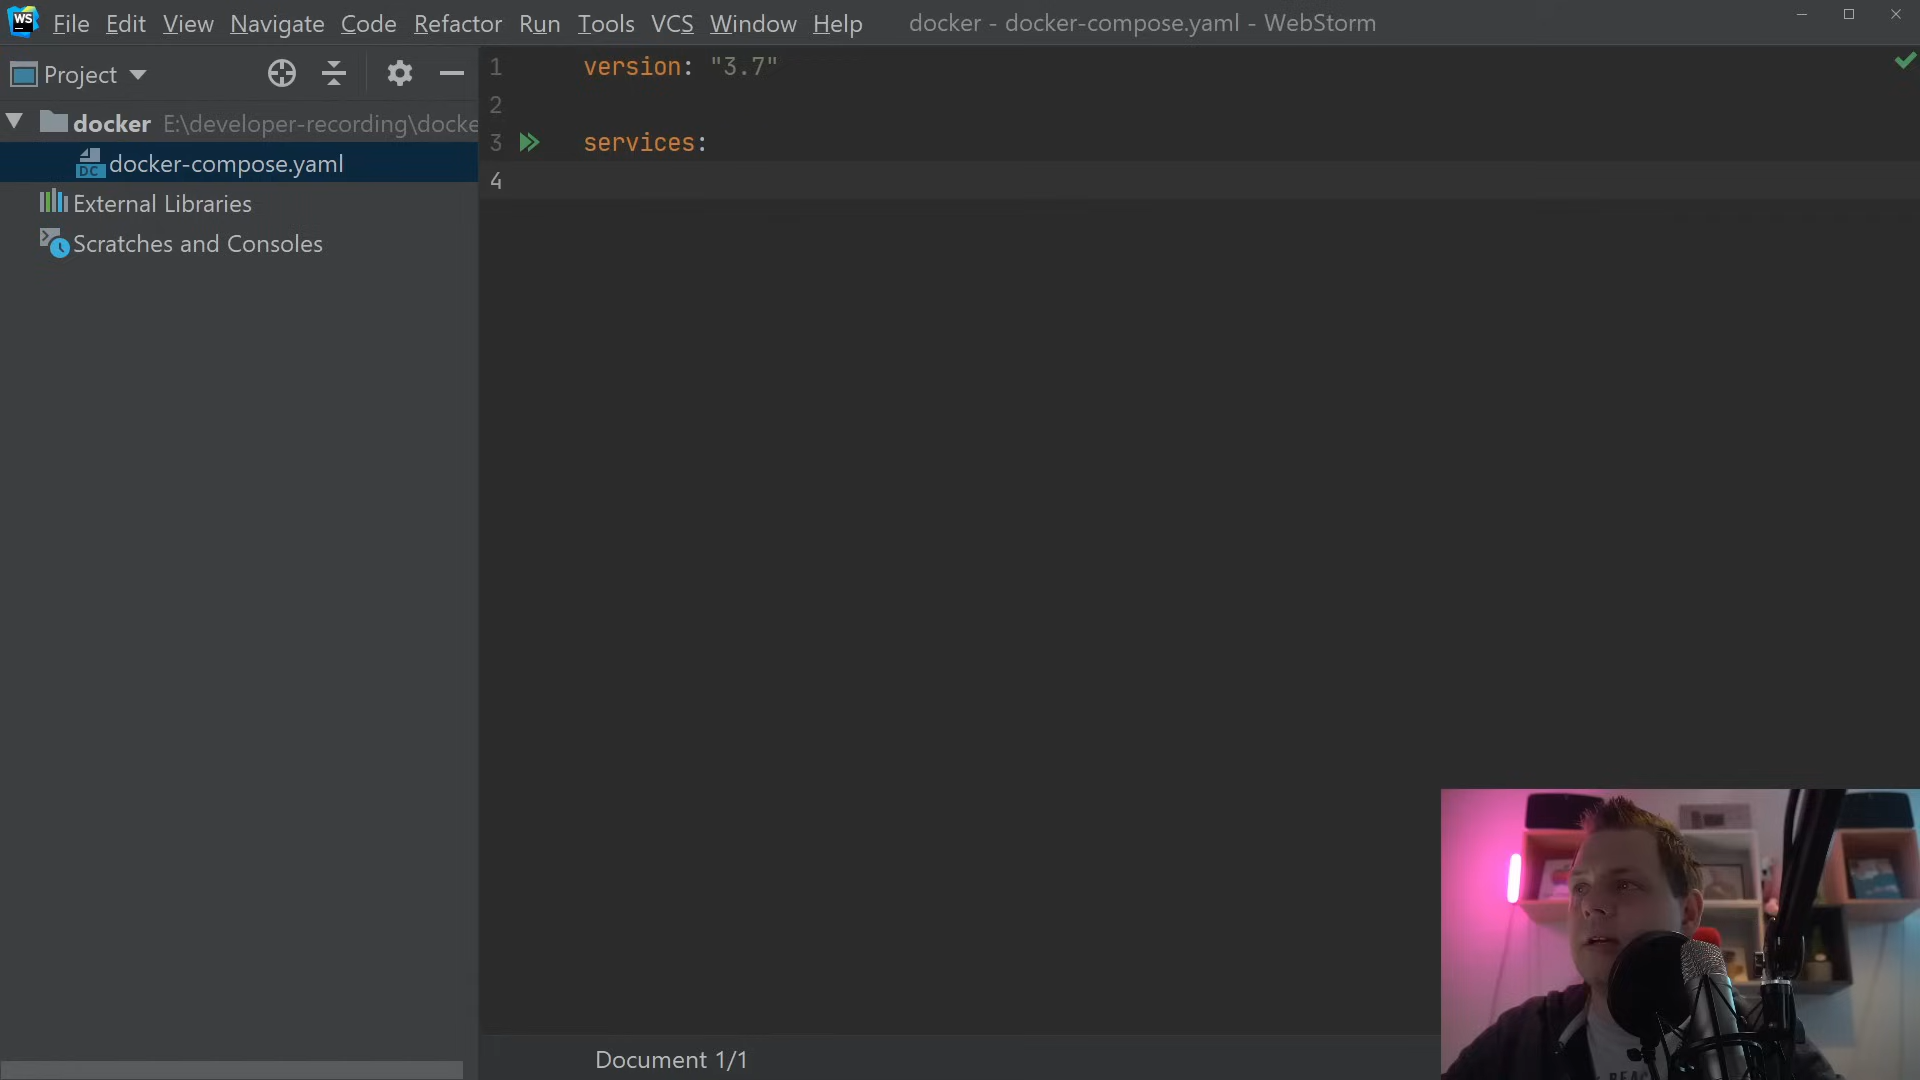 WS File Edit View Navigate Code Refactor Run Tools VCS Window Help docker - docker-compose.yaml - WebStorm
Project
docker E:\developer-recording\docke
DC docker-compose.yaml
External Libraries
Scratches and Consoles
1 version: "3.7"
2
3 services:
4
Document 1/1